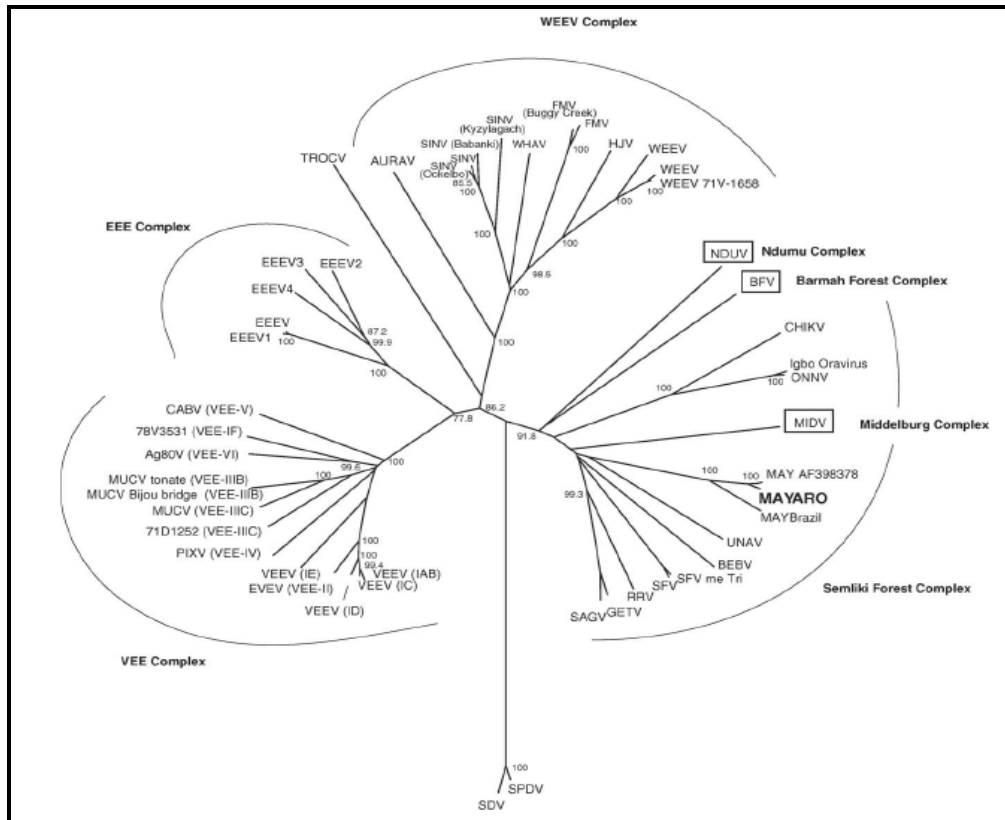 WEEV Complex
FMV
(Buggy Creek)
FMV
SINV
(Kyzylagach)
SINV (Babanki)
WHAV
HJV
WEEV
SINV
SINV
(Ockelbo)
WEEV
WEEV 71V-1658
TROCV
AURAV
85.5
100
100
100
100
100
100
98.5
100
100
EEE Complex
EEEV3
EEEV2
EEEV4
EEEV
EEEV1
100
87.2
99.9
100
NDUV
Ndumu Complex
BFV
Barmah Forest Complex
CHIKV
Igbo Oravirus
ONNV
100
100
MIDV
Middelburg Complex
77.8
86.2
91.8
CABV (VEE-V)
78V3531 (VEE-IF)
Ag80V (VEE-VI)
MUCV tonate (VEE-IIIB)
MUCV Bijou bridge (VEE-IIIB)
MUCV (VEE-IIIC)
71D1252 (VEE-IIIC)
PIXV (VEE-IV)
VEEV (IE)
EVEV (VEE-II)
VEEV (ID)
VEEV (IAB)
VEEV (IC)
100
99.6
100
100
100
99.4
VEE Complex
100
100
MAY AF398378
MAYARO
MAYBrazil
99.3
UNAV
BEBV
SFV me Tri
SFV
RRV
GETV
SAGV
Semliki Forest Complex
100
SPDV
SDV